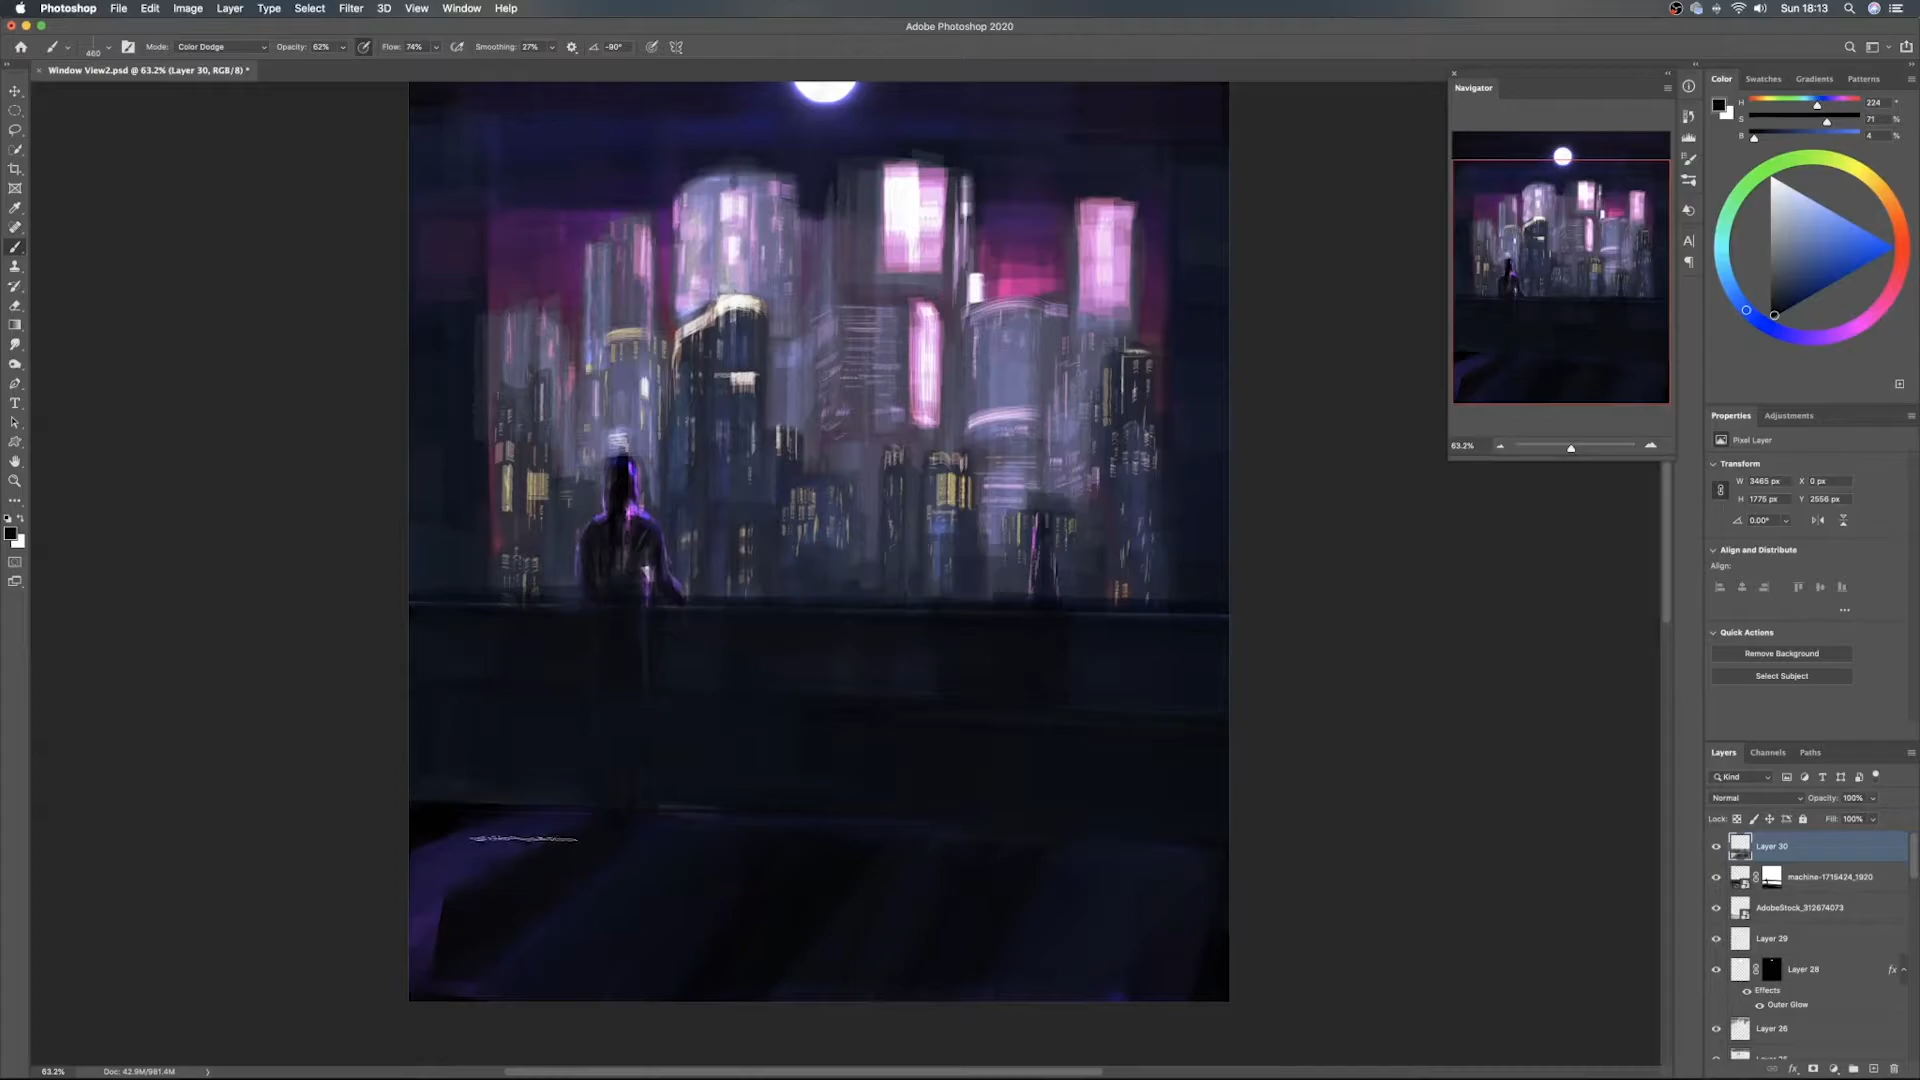 Photoshop File Edit Image Layer Type Select Filter 3D View Window Help Sun 18:13
Adobe Photoshop 2020
460 Mode: Color Dodge Opacity: 62% Flow: 74% Smoothing: 27% -90°
Window View2.psd @ 63.2% (Layer 30, RGB/8) *
Navigator
63.2%
Color Swatches Gradients Patterns
H 224 °
S 71 %
B 4 %
Properties Adjustments
Pixel Layer
Transform
W 3465 px X 0 px
H 1775 px Y 2556 px
0.00°
Align and Distribute
Align:
Quick Actions
Remove Background
Select Subject
Layers Channels Paths
Kind
Normal Opacity: 100%
Lock: Fill: 100%
Layer 30
machine-1715424_1920
AdobeStock_312674073
Layer 29
Layer 28 fx
Effects
Outer Glow
Layer 26
63.2% Doc: 42.9M/981.4M